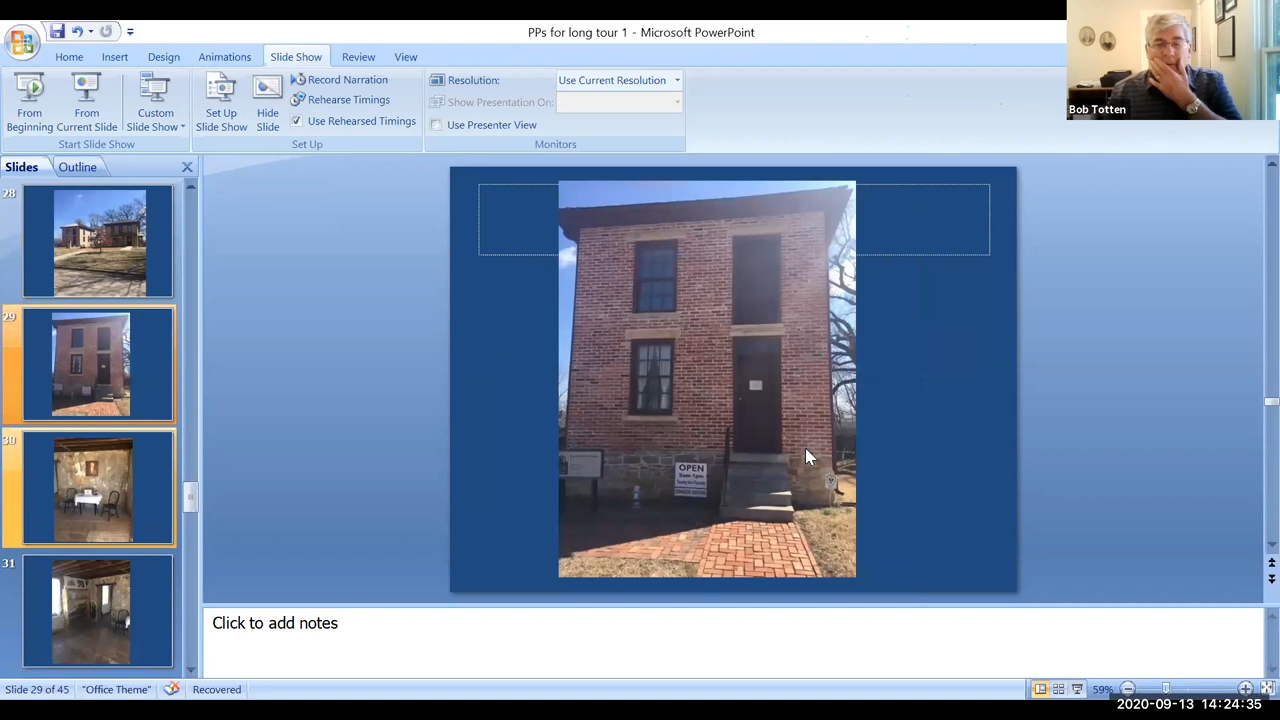 PPs for long tour 1 - Microsoft PowerPoint
Home Insert Design Animations Slide Show Review View
From Beginning
From Current Slide
Custom Slide Show
Start Slide Show
Set Up Slide Show
Hide Slide
Record Narration
Rehearse Timings
Use Rehearsed Timings
Set Up
Resolution: Use Current Resolution
Show Presentation On:
Use Presenter View
Monitors
Bob Totten
Slides Outline
28
29
30
31
OPEN
Click to add notes
Slide 29 of 45 "Office Theme" Recovered 59%
2020-09-13 14:24:35